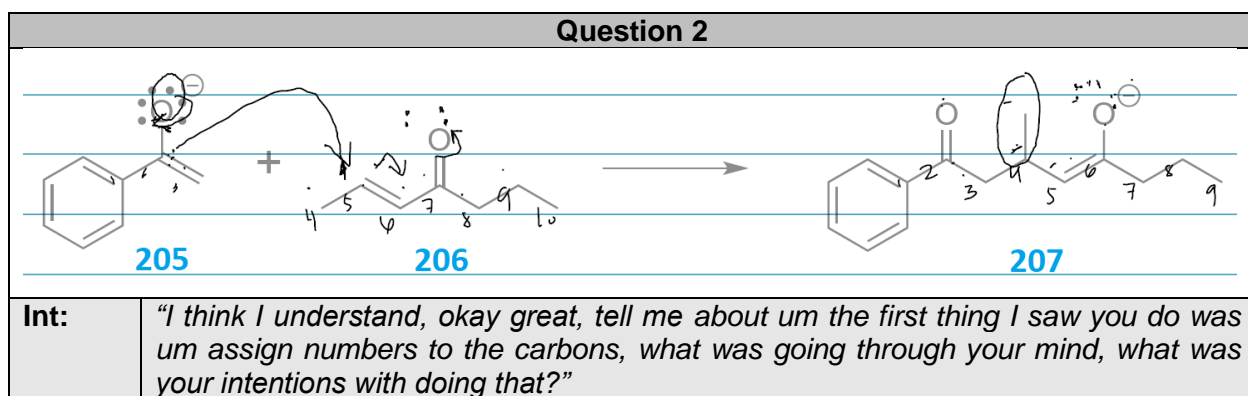 Question 2
O
+
O
O
O
2 3 4 5 6 7 8 9
4 5 6 7 8 9 10
205
206
207
Int:
"I think I understand, okay great, tell me about um the first thing I saw you do was
um assign numbers to the carbons, what was going through your mind, what was
your intentions with doing that?"